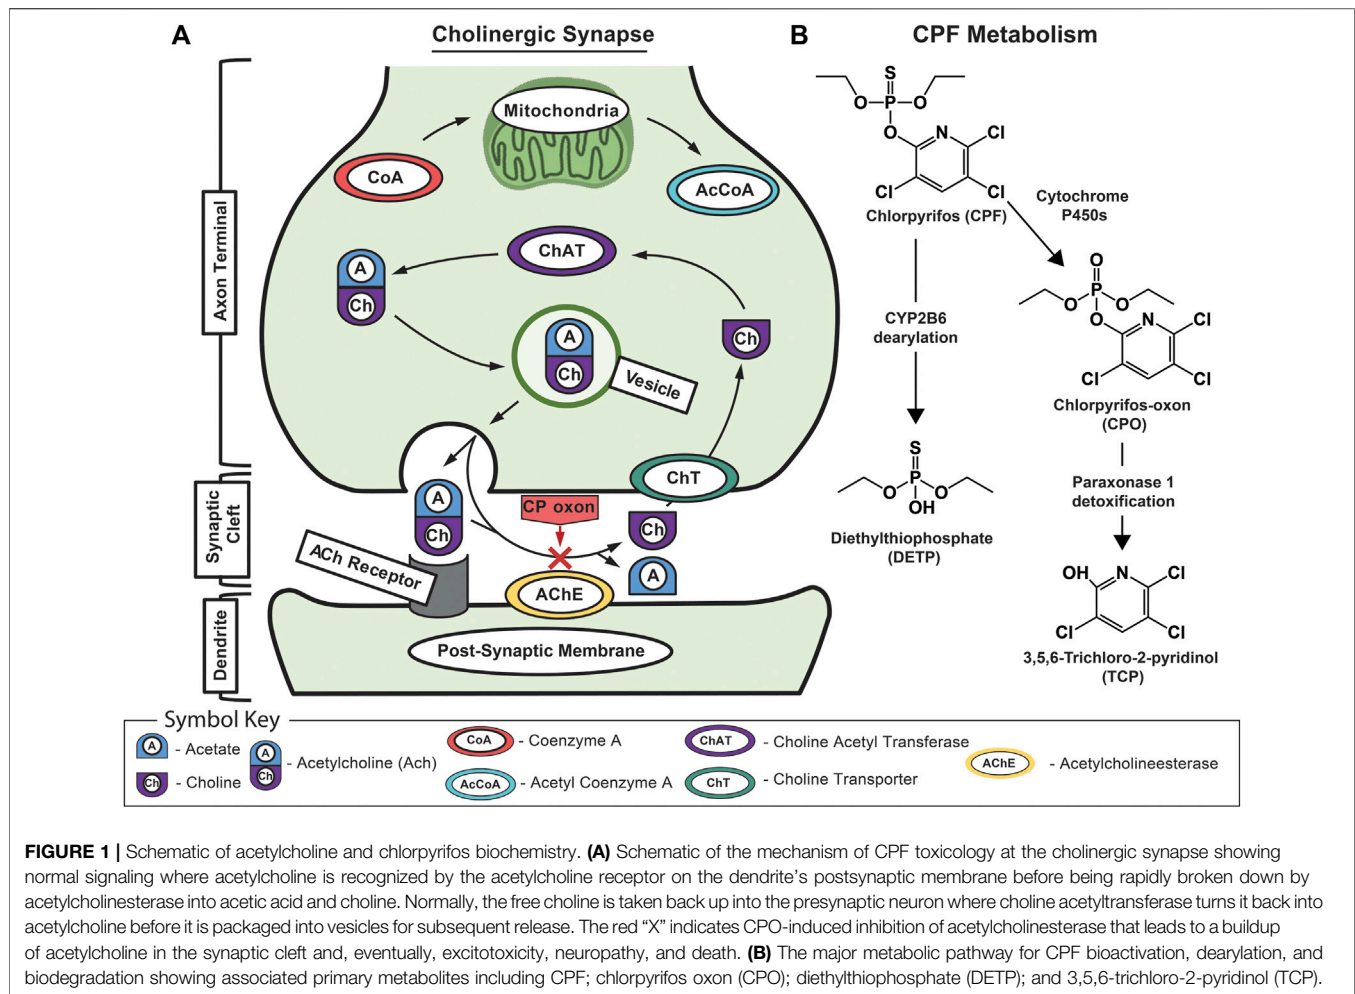 A
Cholinergic Synapse
Axon Terminal
Synaptic
Cleft
Dendrite
Mitochondria
CoA
AcCoA
ChAT
A
Ch
A
Ch
Vesicle
Ch
ChT
A
Ch
CP oxon
Ch
A
ACh Receptor
AChE
Post-Synaptic Membrane
B
CPF Metabolism
S
O
P
O
O
N
Cl
Cl
Cl
Chlorpyrifos (CPF)
Cytochrome
P450s
CYP2B6
dearylation
O
O
P
O
O
N
Cl
Cl
Cl
Chlorpyrifos-oxon
(CPO)
S
O
P
O
OH
Diethylthiophosphate
(DETP)
Paraxonase 1
detoxification
OH
N
Cl
Cl
Cl
3,5,6-Trichloro-2-pyridinol
(TCP)
Symbol Key
A - Acetate
Ch - Choline
A
Ch
- Acetylcholine (Ach)
CoA - Coenzyme A
AcCoA - Acetyl Coenzyme A
ChAT - Choline Acetyl Transferase
ChT - Choline Transporter
AChE - Acetylcholineesterase
FIGURE 1 | Schematic of acetylcholine and chlorpyrifos biochemistry. (A) Schematic of the mechanism of CPF toxicology at the cholinergic synapse showing
normal signaling where acetylcholine is recognized by the acetylcholine receptor on the dendrite's postsynaptic membrane before being rapidly broken down by
acetylcholinesterase into acetic acid and choline. Normally, the free choline is taken back up into the presynaptic neuron where choline acetyltransferase turns it back into
acetylcholine before it is packaged into vesicles for subsequent release. The red "X" indicates CPO-induced inhibition of acetylcholinesterase that leads to a buildup
of acetylcholine in the synaptic cleft and, eventually, excitotoxicity, neuropathy, and death. (B) The major metabolic pathway for CPF bioactivation, dearylation, and
biodegradation showing associated primary metabolites including CPF; chlorpyrifos oxon (CPO); diethylthiophosphate (DETP); and 3,5,6-trichloro-2-pyridinol (TCP).